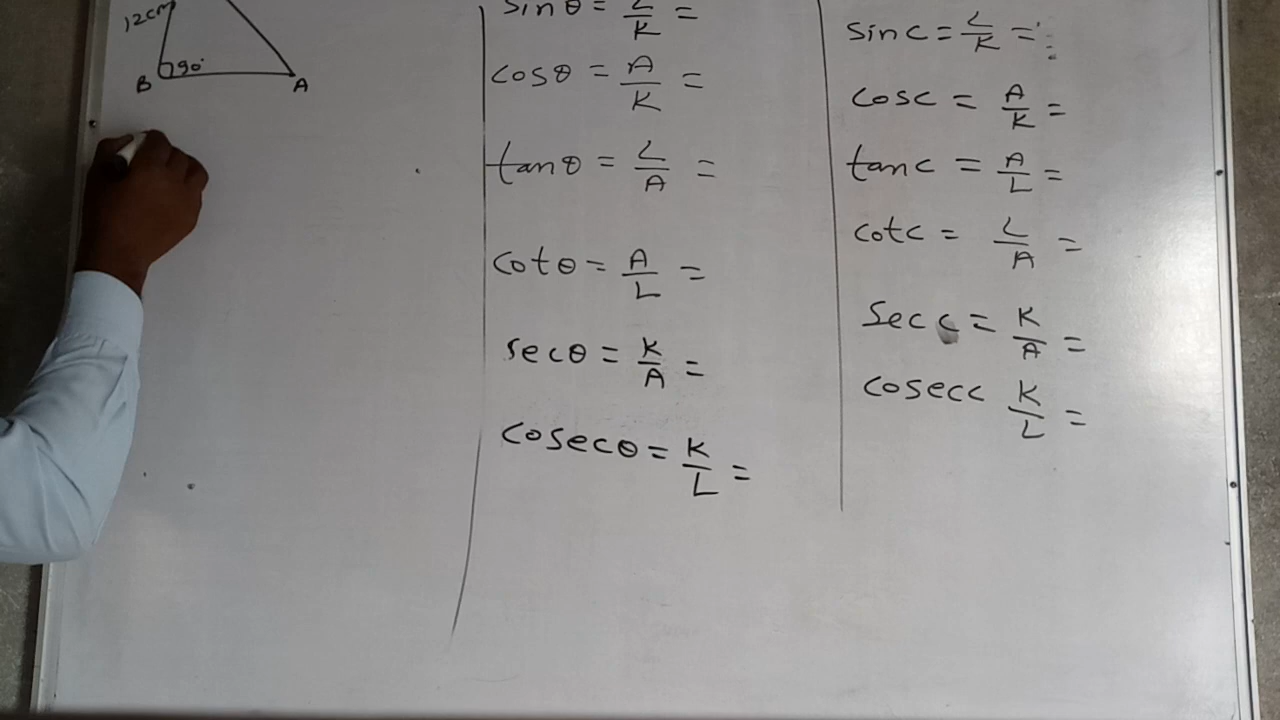 12cm
90°
B
A
sinθ = L/K =
cosθ = A/K =
tanθ = L/A =
cotθ = A/L =
secθ = K/A =
cosecθ = K/L =
sinc = L/K =
cosc = A/K =
tanc = A/L =
cotc = L/A =
secc = K/A =
cosecc K/L =